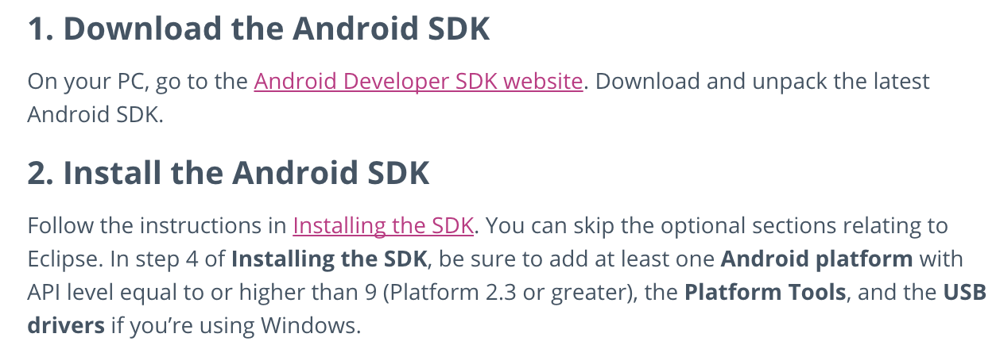 1. Download the Android SDK
On your PC, go to the Android Developer SDK website. Download and unpack the latest
Android SDK.
2. Install the Android SDK
Follow the instructions in Installing the SDK. You can skip the optional sections relating to
Eclipse. In step 4 of Installing the SDK, be sure to add at least one Android platform with
API level equal to or higher than 9 (Platform 2.3 or greater), the Platform Tools, and the USB
drivers if you’re using Windows.